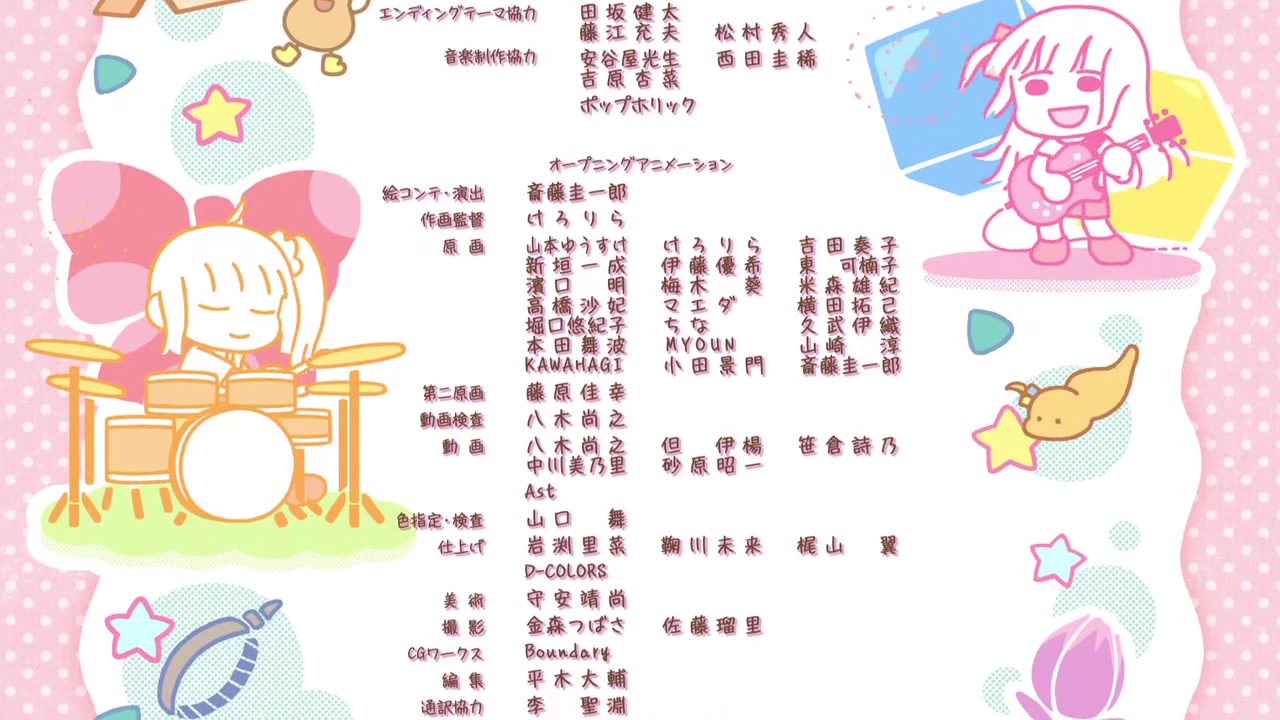 エンディングテーマ協力 田坂健太
藤江充夫 松村秀人
音楽制作協力 安谷屋光生 西田圭稀
吉原杏菜
ポップホリック
オープニングアニメーション
絵コンテ・演出 斎藤圭一郎
作画監督 けろりら
原画 山本ゆうすけ けろりら 吉田奏子
新垣一成 伊藤優希 東 可楠子
濱口 明 梅木 葵 米森雄紀
高橋沙妃 マエダ 横田拓己
堀口悠紀子 ちな 久武伊織
本田舞波 MYOUN 山崎 淳
KAWAHAGI 小田景門 斎藤圭一郎
第二原画 藤原佳幸
動画検査 八木尚之
動画 八木尚之 但 伊楊 笹倉詩乃
中川美乃里 砂原昭一
Ast
色指定・検査 山口 舞
仕上げ 岩渕里菜 鞠川未来 梶山 翼
D-COLORS
美術 守安靖尚
撮影 金森つばさ 佐藤瑠里
CGワークス Boundary
編集 平木大輔
通訳協力 李 聖淵